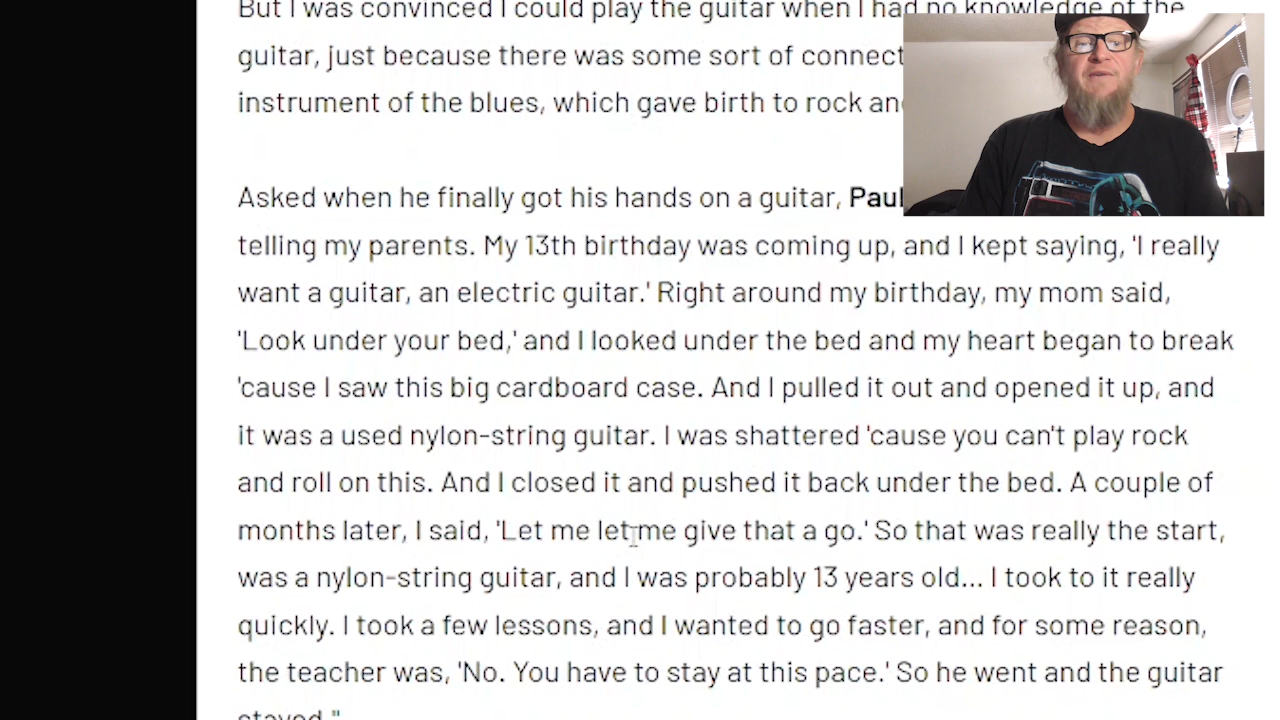 But I was convinced I could play the guitar when I had no knowledge of the
guitar, just because there was some sort of connect
instrument of the blues, which gave birth to rock an
Asked when he finally got his hands on a guitar, Paul
telling my parents. My 13th birthday was coming up, and I kept saying, 'I really
want a guitar, an electric guitar.' Right around my birthday, my mom said,
'Look under your bed,' and I looked under the bed and my heart began to break
'cause I saw this big cardboard case. And I pulled it out and opened it up, and
it was a used nylon-string guitar. I was shattered 'cause you can't play rock
and roll on this. And I closed it and pushed it back under the bed. A couple of
months later, I said, 'Let me let me give that a go.' So that was really the start,
was a nylon-string guitar, and I was probably 13 years old... I took to it really
quickly. I took a few lessons, and I wanted to go faster, and for some reason,
the teacher was, 'No. You have to stay at this pace.' So he went and the guitar
stayed."